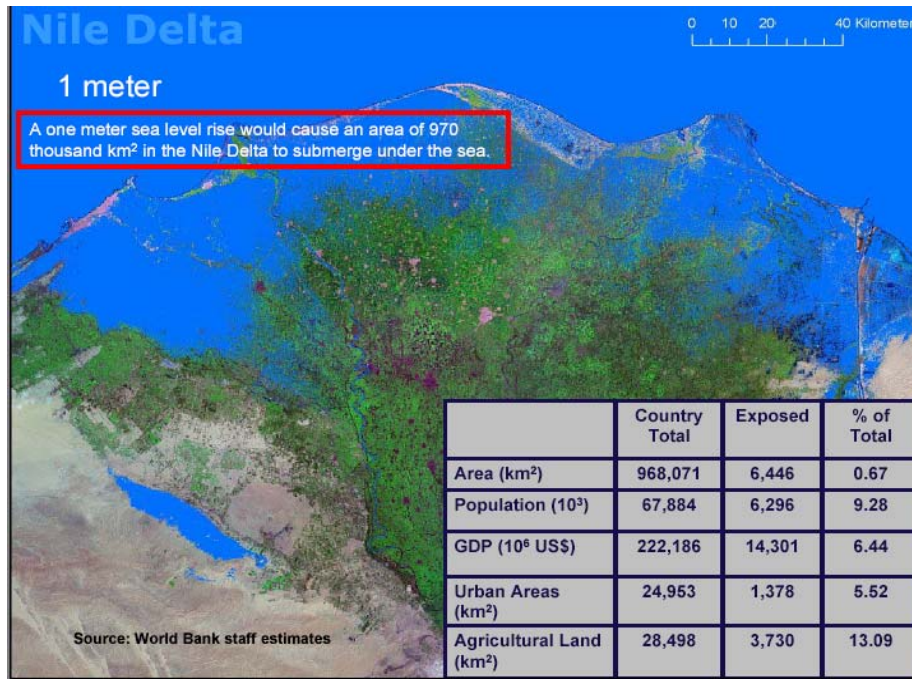 Nile Delta
0 10 20 40 Kilometer
1 meter
A one meter sea level rise would cause an area of 970
thousand km² in the Nile Delta to submerge under the sea.
Country Total Exposed % of Total
Area (km²) 968,071 6,446 0.67
Population (10³) 67,884 6,296 9.28
GDP (10⁶ US$) 222,186 14,301 6.44
Urban Areas (km²) 24,953 1,378 5.52
Agricultural Land (km²) 28,498 3,730 13.09
Source: World Bank staff estimates